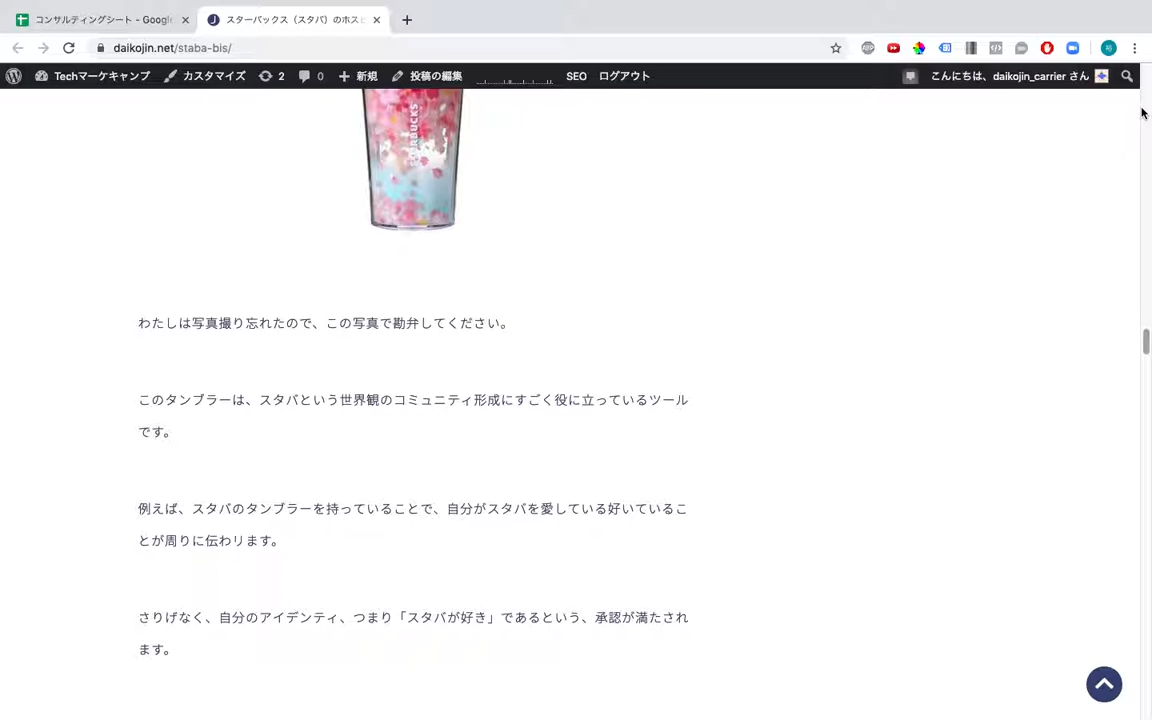 コンサルティングシート - Google
スターバックス（スタバ）のホス
daikojin.net/staba-bis/
Techマーケキャンプ カスタマイズ 2 0 新規 投稿の編集 SEO ログアウト こんにちは、daikojin_carrier さん
STARBUCKS
わたしは写真撮り忘れたので、この写真で勘弁してください。
このタンブラーは、スタバという世界観のコミュニティ形成にすごく役に立っているツール
です。
例えば、スタバのタンブラーを持っていることで、自分がスタバを愛している好いているこ
とが周りに伝わります。
さりげなく、自分のアイデンティ、つまり「スタバが好き」であるという、承認が満たされ
ます。